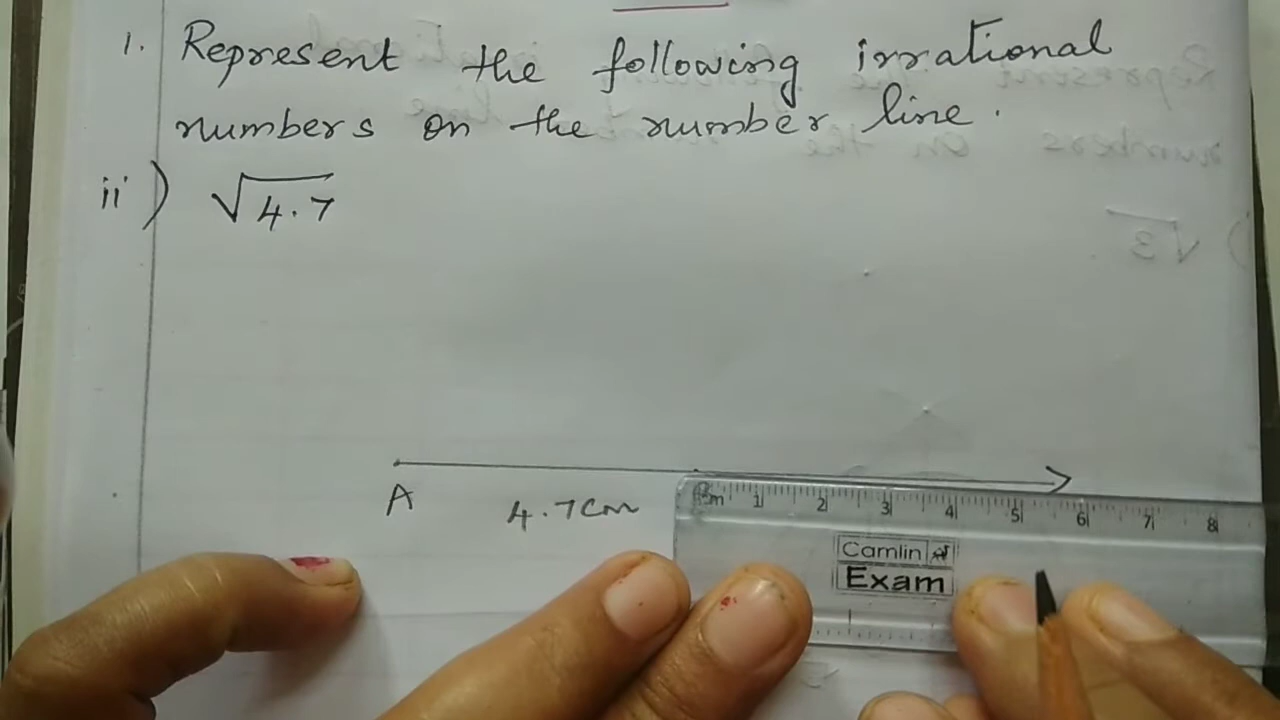 1. Represent the following irrational
numbers on the number line.
ii) √4.7
A
4.7cm
cm 1 2 3 4 5 6 7 8
Camlin
Exam